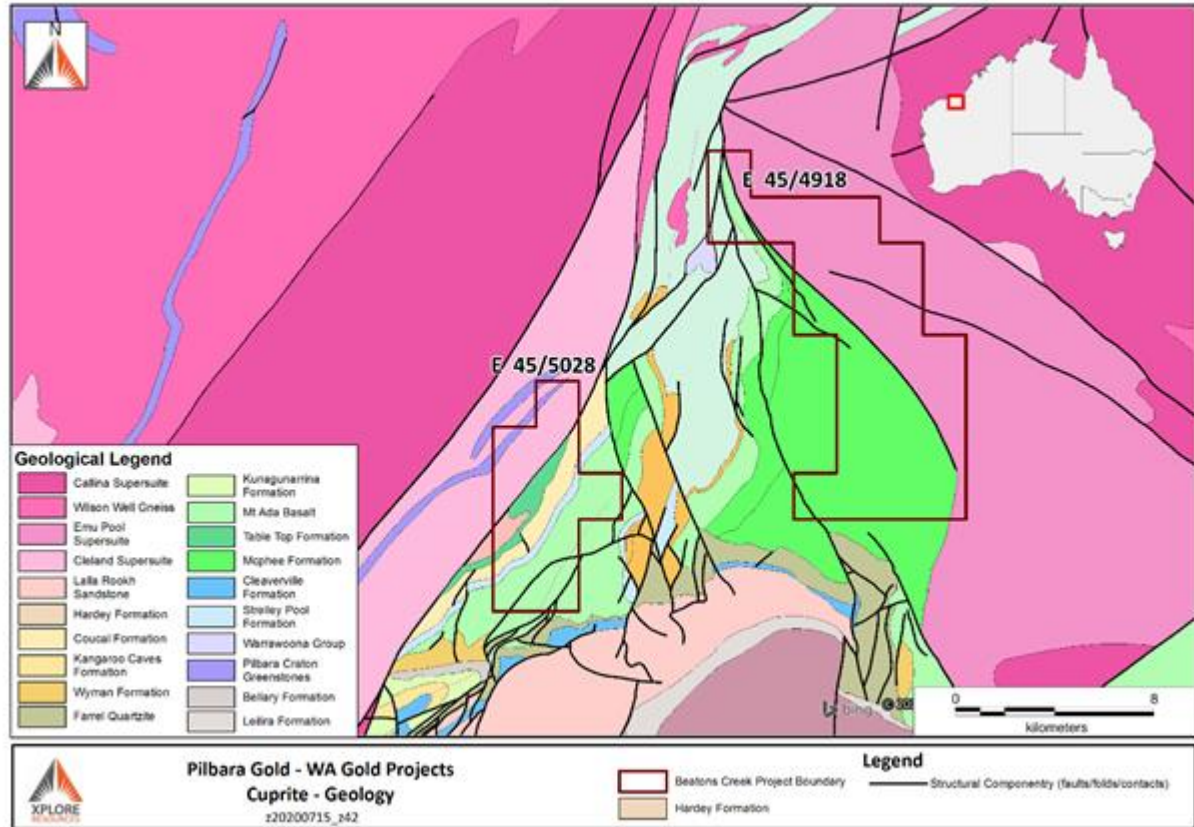 N
E 45/4918
E 45/5028
Geological Legend
Callina Supersuite
Wilson Well Gneiss
Emu Pool
Supersuite
Cleland Supersuite
Lalla Rookh
Sandstone
Hardey Formation
Coucal Formation
Kangaroo Caves
Formation
Wyman Formation
Farrel Quartzite
Kunagunarrina
Formation
Mt Ada Basalt
Table Top Formation
Mcphee Formation
Cleaverville
Formation
Strelley Pool
Formation
Warrawoona Group
Pilbara Craton
Greenstones
Bellary Formation
Leilira Formation
bing
0 8
kilometers
XPLORE
RESOURCES
Pilbara Gold - WA Gold Projects
Cuprite - Geology
z20200715_z42
Legend
Beatons Creek Project Boundary
Structural Componentry (faults/folds/contacts)
Hardey Formation